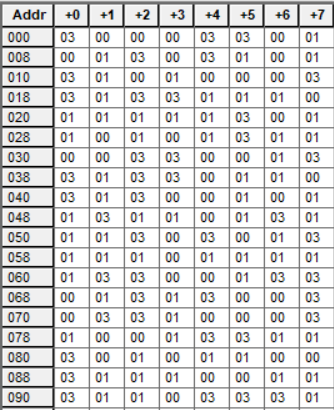 Addr +0 +1 +2 +3 +4 +5 +6 +7
000 03 00 00 00 03 03 00 01
008 00 01 03 00 03 01 00 01
010 03 01 00 01 00 00 00 03
018 03 01 03 03 01 01 01 00
020 01 01 01 01 01 03 00 01
028 01 00 01 00 01 03 01 01
030 00 00 03 03 00 00 01 03
038 03 01 03 03 00 01 01 00
040 03 01 03 00 00 01 00 01
048 01 03 01 01 00 01 03 01
050 01 01 03 00 03 00 01 03
058 01 01 01 00 01 01 01 01
060 01 03 03 00 00 01 03 03
068 00 01 03 01 03 00 00 03
070 00 03 03 01 00 00 00 03
078 01 00 00 01 03 03 01 01
080 03 00 01 00 01 01 00 00
088 03 01 01 01 00 00 01 01
090 03 01 01 00 03 03 03 01